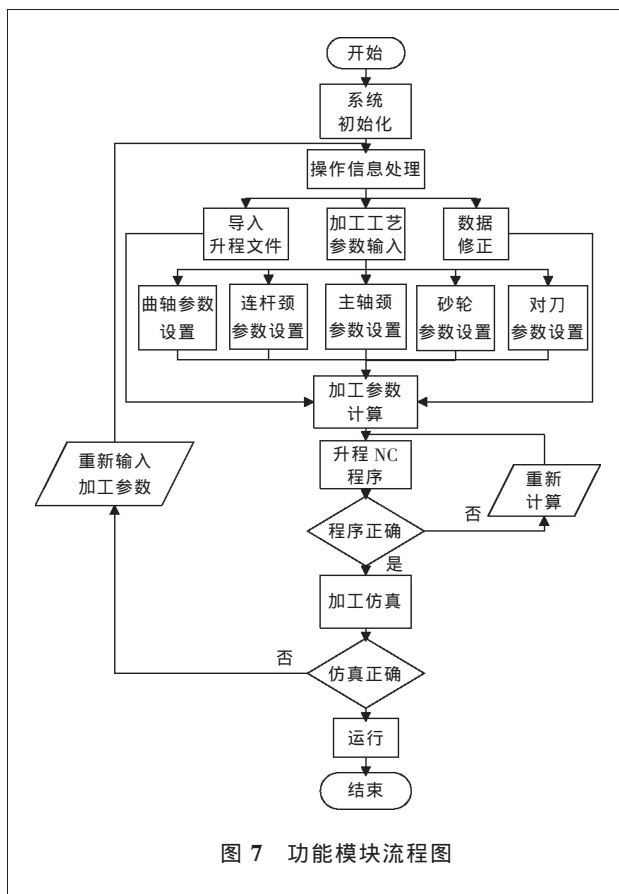 开始
系统
初始化
操作信息处理
导入
升程文件
加工工艺
参数输入
数据
修正
曲轴参数
设置
连杆颈
参数设置
主轴颈
参数设置
砂轮
参数设置
对刀
参数设置
加工参数
计算
重新输入
加工参数
升程 NC
程序
重新
计算
程序正确
否
是
加工仿真
否
仿真正确
运行
结束
图 7 功能模块流程图